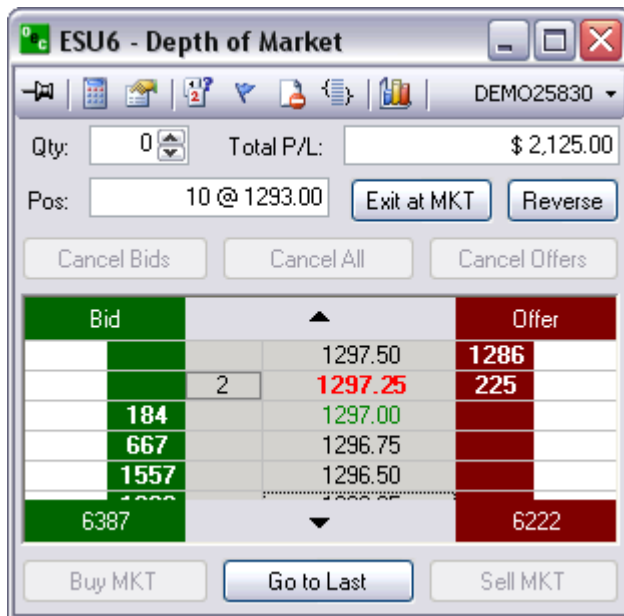 ESU6 - Depth of Market
DEMO25830
Qty: 0 Total P/L: $ 2,125.00
Pos: 10 @ 1293.00 Exit at MKT Reverse
Cancel Bids Cancel All Cancel Offers
Bid Offer
1297.50 1286
2 1297.25 225
184 1297.00
667 1296.75
1557 1296.50
6387 6222
Buy MKT Go to Last Sell MKT